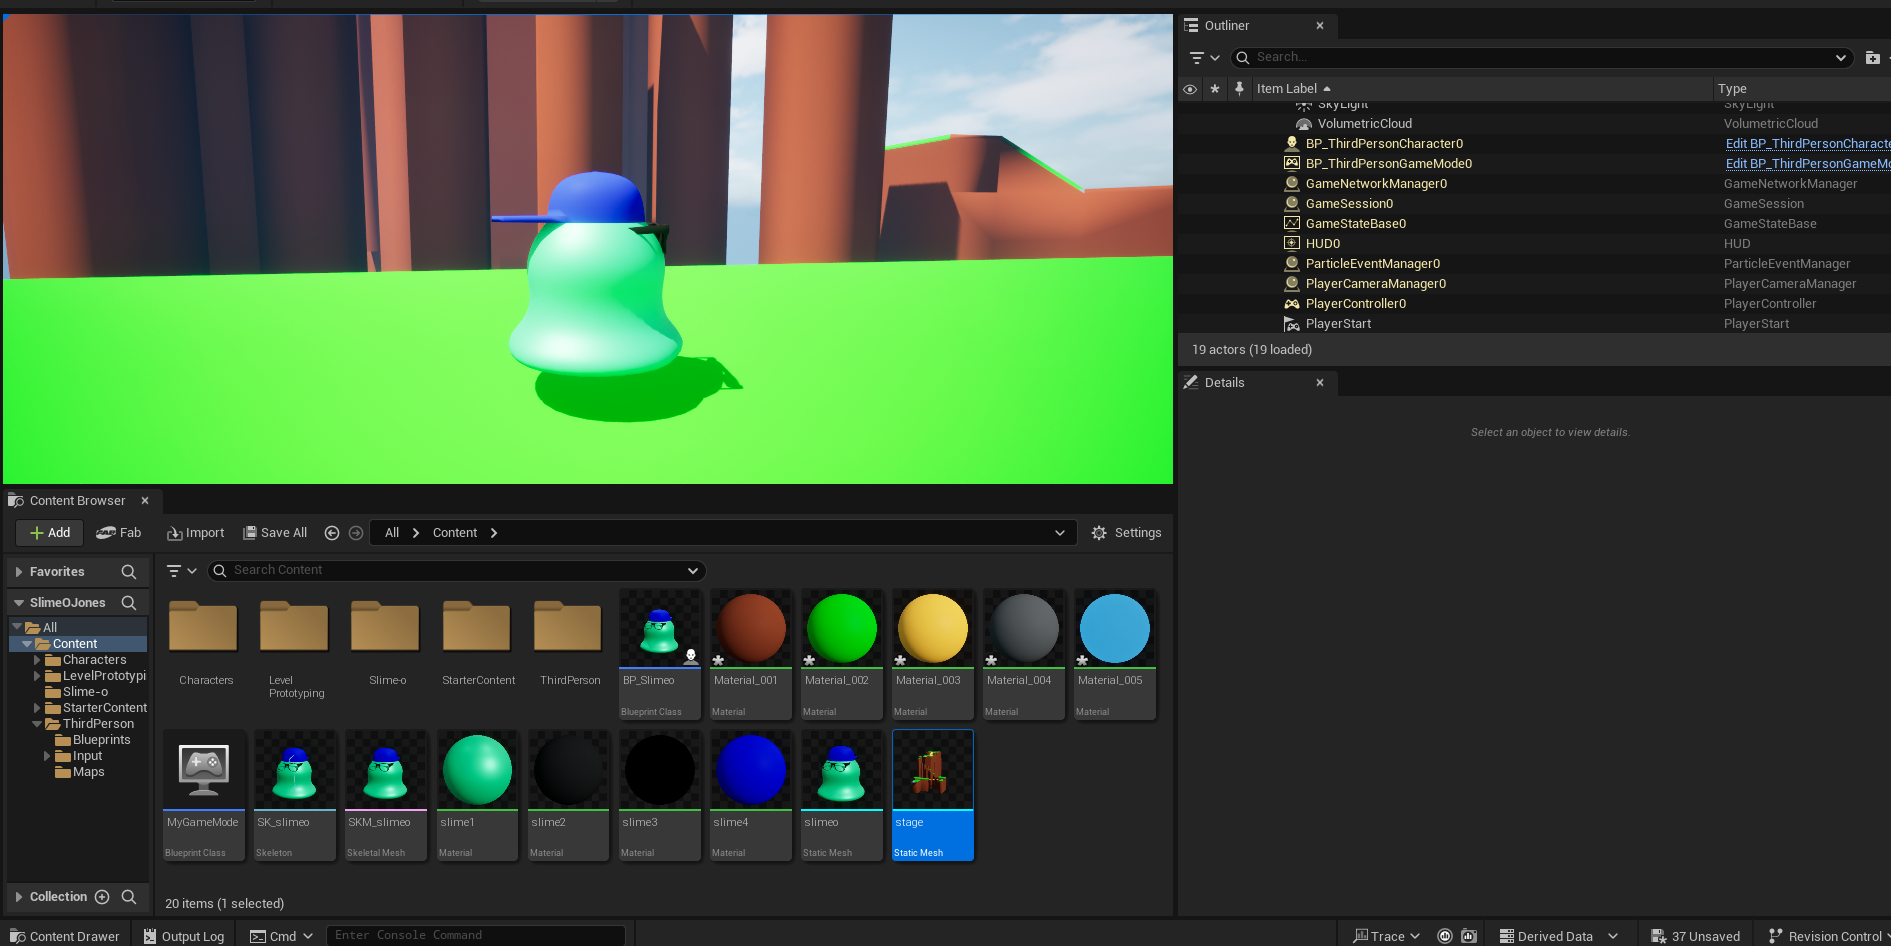 Outliner
Search...
Item Label
Type
SkyLight
SkyLight
VolumetricCloud
VolumetricCloud
BP_ThirdPersonCharacter0
Edit BP_ThirdPersonCharacte
BP_ThirdPersonGameMode0
Edit BP_ThirdPersonGameMo
GameNetworkManager0
GameNetworkManager
GameSession0
GameSession
GameStateBase0
GameStateBase
HUD0
HUD
ParticleEventManager0
ParticleEventManager
PlayerCameraManager0
PlayerCameraManager
PlayerController0
PlayerController
PlayerStart
PlayerStart
19 actors (19 loaded)
Details
Select an object to view details.
Content Browser
Add
Fab
Import
Save All
All
Content
Settings
Favorites
SlimeOJones
All
Content
Characters
LevelPrototypi
Slime-o
StarterContent
ThirdPerson
Blueprints
Input
Maps
Collection
Search Content
Characters
Level
Prototyping
Slime-o
StarterContent
ThirdPerson
BP_Slimeo
Blueprint Class
Material_001
Material
Material_002
Material
Material_003
Material
Material_004
Material
Material_005
Material
MyGameMode
Blueprint Class
SK_slimeo
Skeleton
SKM_slimeo
Skeletal Mesh
slime1
Material
slime2
Material
slime3
Material
slime4
Material
slimeo
Static Mesh
stage
Static Mesh
20 items (1 selected)
Content Drawer
Output Log
Cmd
Enter Console Command
Trace
Derived Data
37 Unsaved
Revision Control